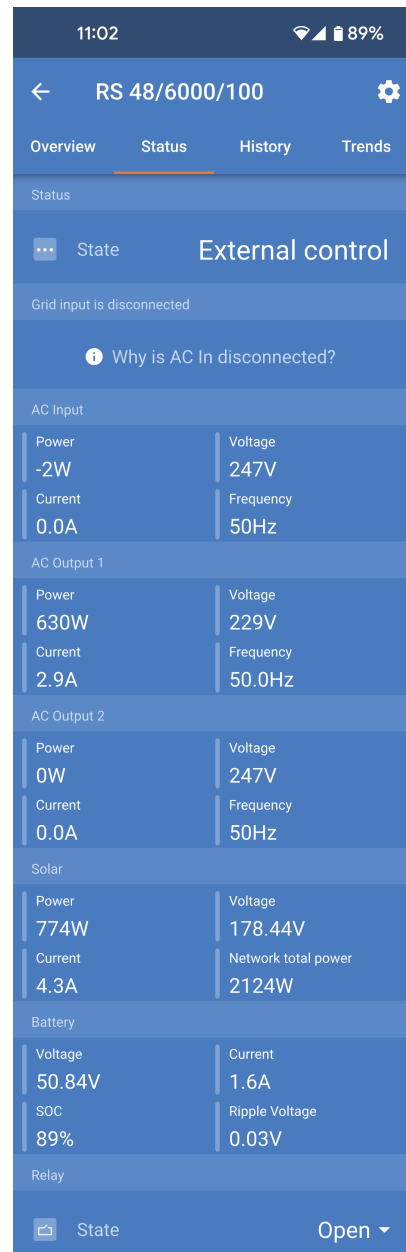 11:02 89%
RS 48/6000/100
Overview Status History Trends
Status
State External control
Grid input is disconnected
Why is AC In disconnected?
AC Input
Power Voltage
-2W 247V
Current Frequency
0.0A 50Hz
AC Output 1
Power Voltage
630W 229V
Current Frequency
2.9A 50.0Hz
AC Output 2
Power Voltage
0W 247V
Current Frequency
0.0A 50Hz
Solar
Power Voltage
774W 178.44V
Current Network total power
4.3A 2124W
Battery
Voltage Current
50.84V 1.6A
SOC Ripple Voltage
89% 0.03V
Relay
State Open